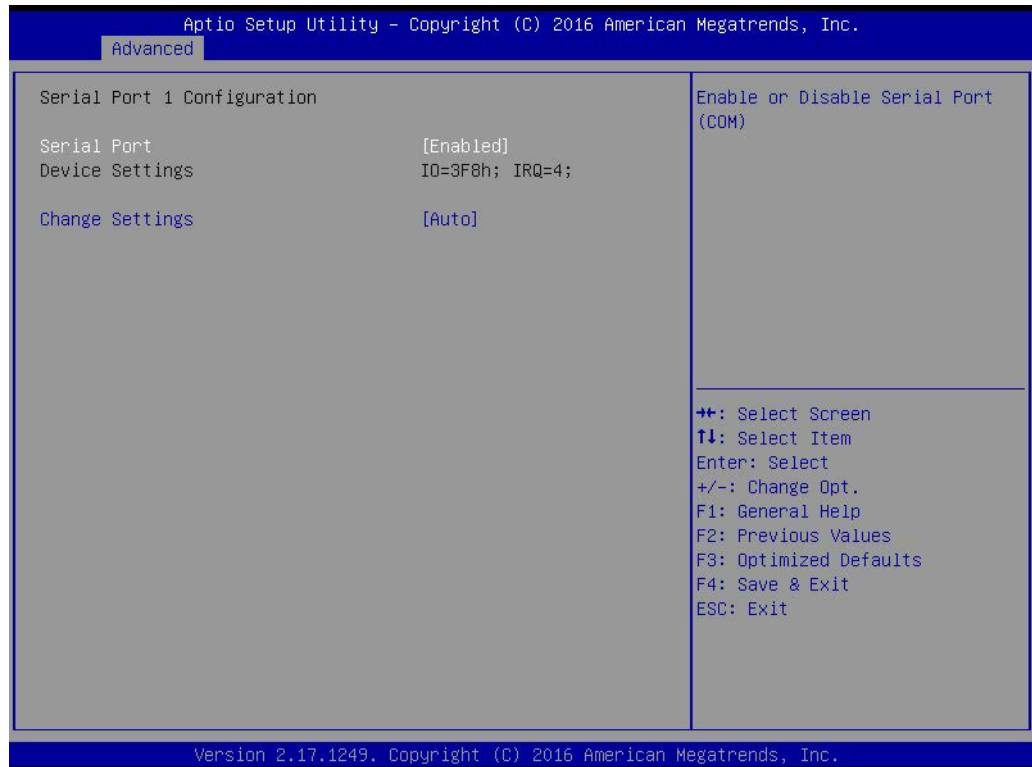 Aptio Setup Utility – Copyright (C) 2016 American Megatrends, Inc.
Advanced
Serial Port 1 Configuration
Serial Port [Enabled]
Device Settings IO=3F8h; IRQ=4;
Change Settings [Auto]
Enable or Disable Serial Port
(COM)
→←: Select Screen
↑↓: Select Item
Enter: Select
+/-: Change Opt.
F1: General Help
F2: Previous Values
F3: Optimized Defaults
F4: Save & Exit
ESC: Exit
Version 2.17.1249. Copyright (C) 2016 American Megatrends, Inc.